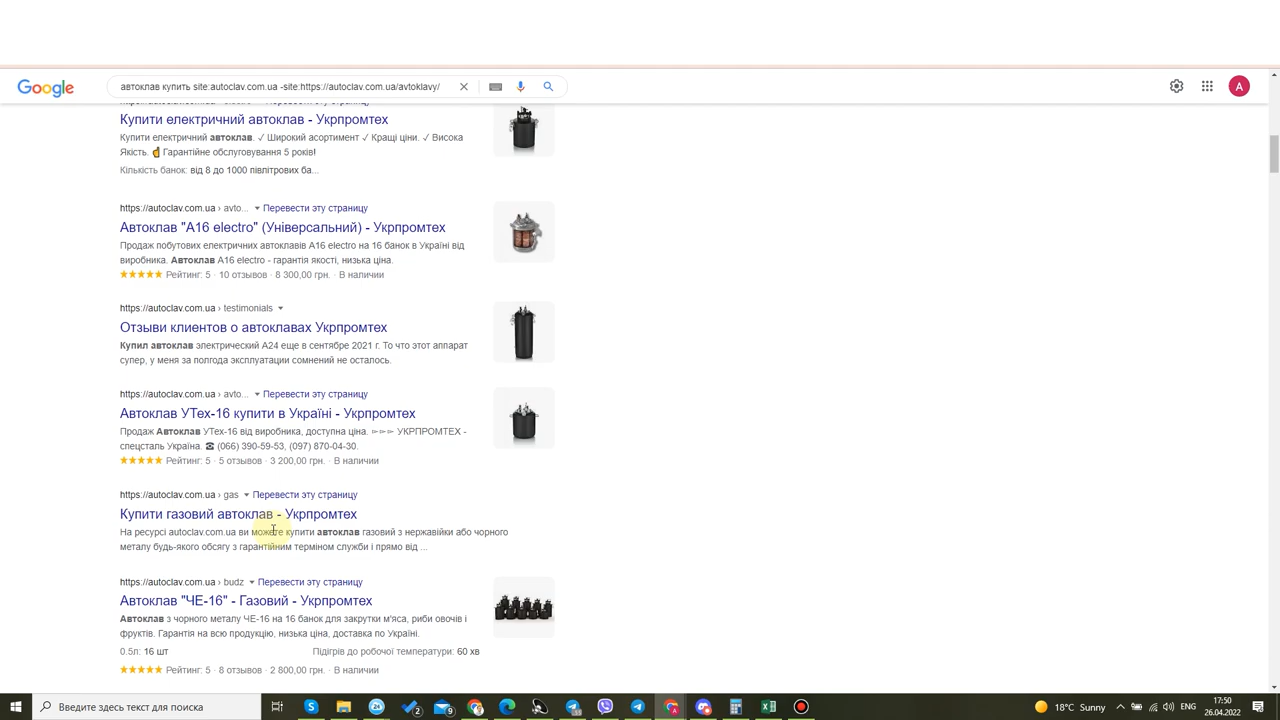 Google
автоклав купить site:autoclav.com.ua -site:https://autoclav.com.ua/avtoklavy/
A
Перевести эту страницу
Купити електричний автоклав - Укрпромтех
Купити електричний автоклав. ✓ Широкий асортимент ✓ Кращі ціни. ✓ Висока
Якість. ☝ Гарантійне обслуговування 5 років!
Кількість банок: від 8 до 1000 півлітрових ба...
https://autoclav.com.ua › avto... Перевести эту страницу
Автоклав "А16 electro" (Універсальний) - Укрпромтех
Продаж побутових електричних автоклавів А16 electro на 16 банок в Україні від
виробника. Автоклав А16 electro - гарантія якості, низька ціна.
★★★★★ Рейтинг: 5 · 10 отзывов · 8 300,00 грн. · В наличии
https://autoclav.com.ua › testimonials
Отзывы клиентов о автоклавах Укрпромтех
Купил автоклав электрический А24 еще в сентябре 2021 г. То что этот аппарат
супер, у меня за полгода эксплуатации сомнений не осталось.
https://autoclav.com.ua › avto... Перевести эту страницу
Автоклав УТех-16 купити в Україні - Укрпромтех
Продаж Автоклав УТех-16 від виробника, доступна ціна. ➳➳➳ УКРПРОМТЕХ -
спецсталь Україна. ☎ (066) 390-59-53, (097) 870-04-30.
★★★★★ Рейтинг: 5 · 5 отзывов · 3 200,00 грн. · В наличии
https://autoclav.com.ua › gas Перевести эту страницу
Купити газовий автоклав - Укрпромтех
На ресурсі autoclav.com.ua ви можете купити автоклав газовий з нержавійки або чорного
металу будь-якого обсягу з гарантійним терміном служби і прямо від ...
https://autoclav.com.ua › budz Перевести эту страницу
Автоклав "ЧЕ-16" - Газовий - Укрпромтех
Автоклав з чорного металу ЧЕ-16 на 16 банок для закрутки м'яса, риби овочів і
фруктів. Гарантія на всю продукцію, низька ціна, доставка по Україні.
0.5л: 16 шт Підігрів до робочої температури: 60 хв
★★★★★ Рейтинг: 5 · 8 отзывов · 2 800,00 грн. · В наличии
Введите здесь текст для поиска
18°C Sunny
ENG
17:50
26.04.2022